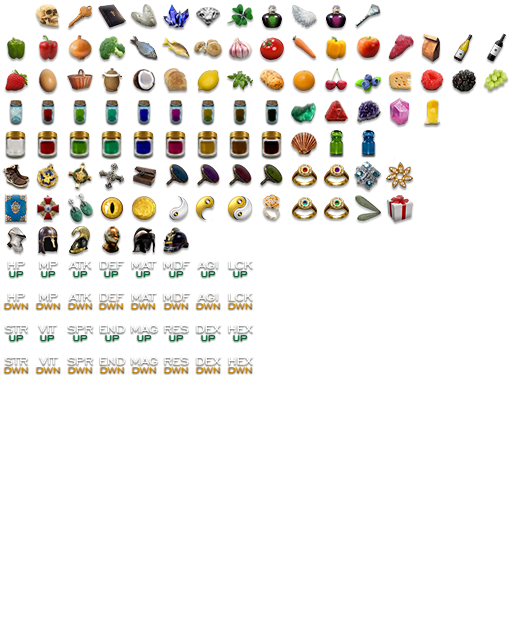 HP MP ATK DEF MAT MDF AGI LCK
UP UP UP UP UP UP UP UP
HP MP ATK DEF MAT MDF AGI LCK
DWN DWN DWN DWN DWN DWN DWN DWN
STR VIT SPR END MAG RES DEX HEX
UP UP UP UP UP UP UP UP
STR VIT SPR END MAG RES DEX HEX
DWN DWN DWN DWN DWN DWN DWN DWN